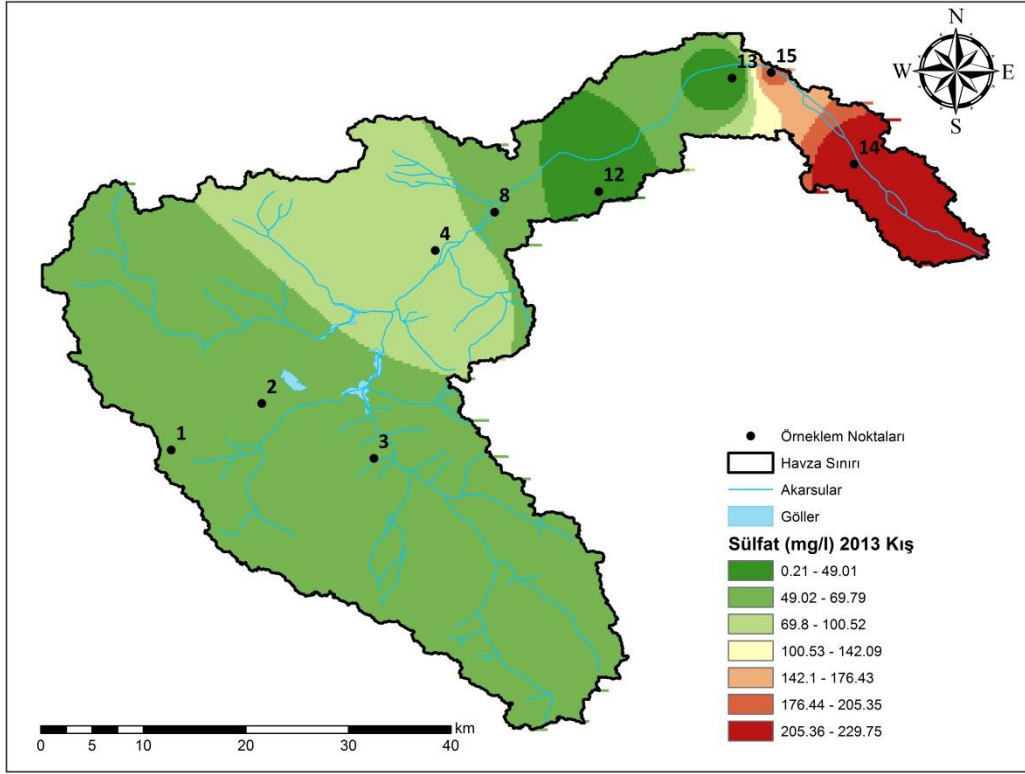 N
W E
S
13 15
14
12
8
4
2
1
3
Örneklem Noktaları
Havza Sınırı
Akarsular
Göller
Sülfat (mg/l) 2013 Kış
0.21 - 49.01
49.02 - 69.79
69.8 - 100.52
100.53 - 142.09
142.1 - 176.43
176.44 - 205.35
205.36 - 229.75
km
0 5 10 20 30 40